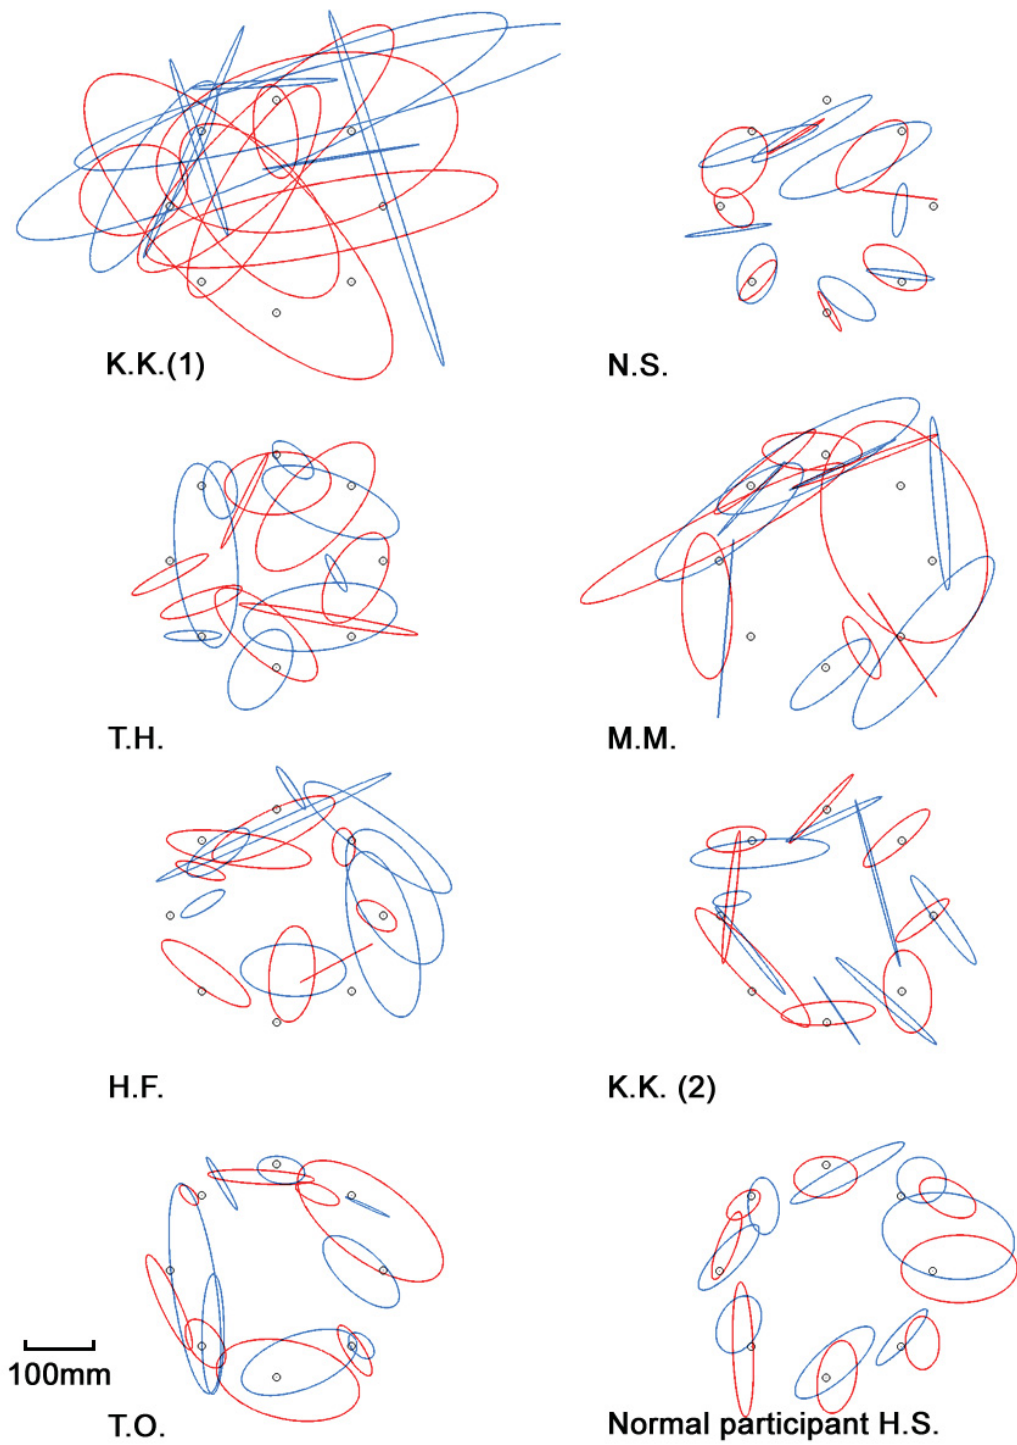 K.K.(1)
N.S.
T.H.
M.M.
H.F.
K.K. (2)
100mm
T.O.
Normal participant H.S.